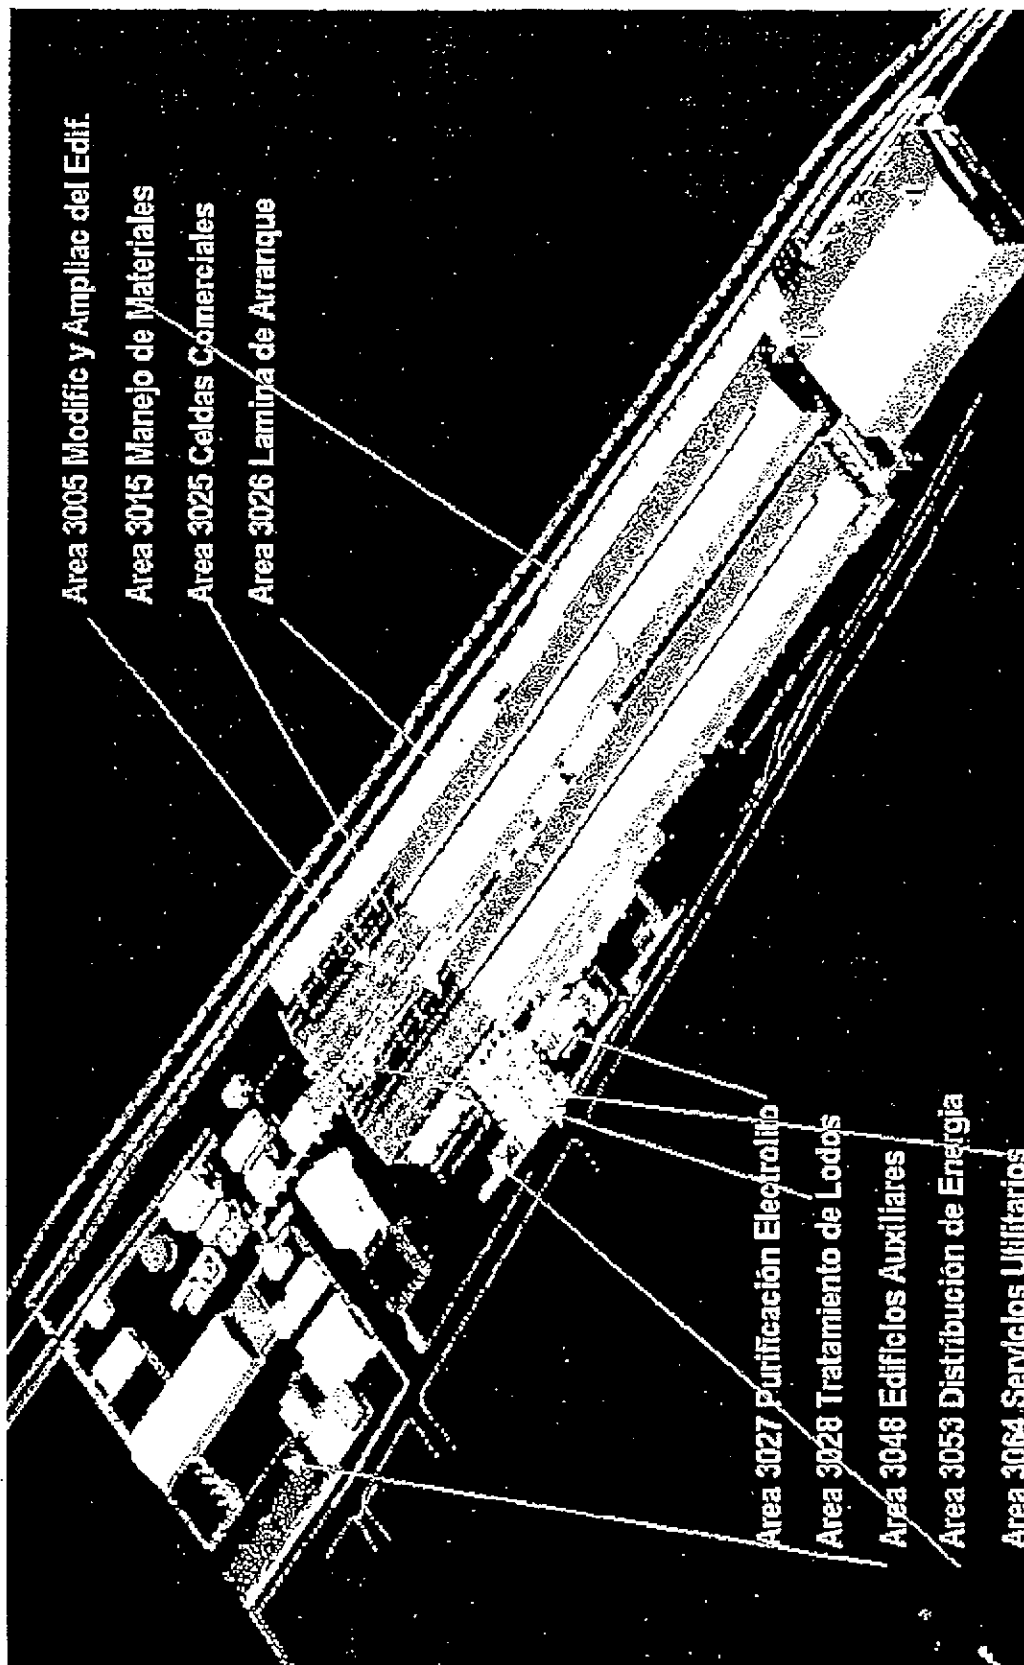 Area 3005 Modific y Ampliac del Edif.
Area 3015 Manejo de Materiales
Area 3025 Celdas Comerciales
Area 3026 Lamina de Arranque
Area 3027 Purificación Electrolito
Area 3028 Tratamiento de Lodos
Area 3048 Edificios Auxiliares
Area 3053 Distribución de Energia
Area 3064 Servicios Utilitarios